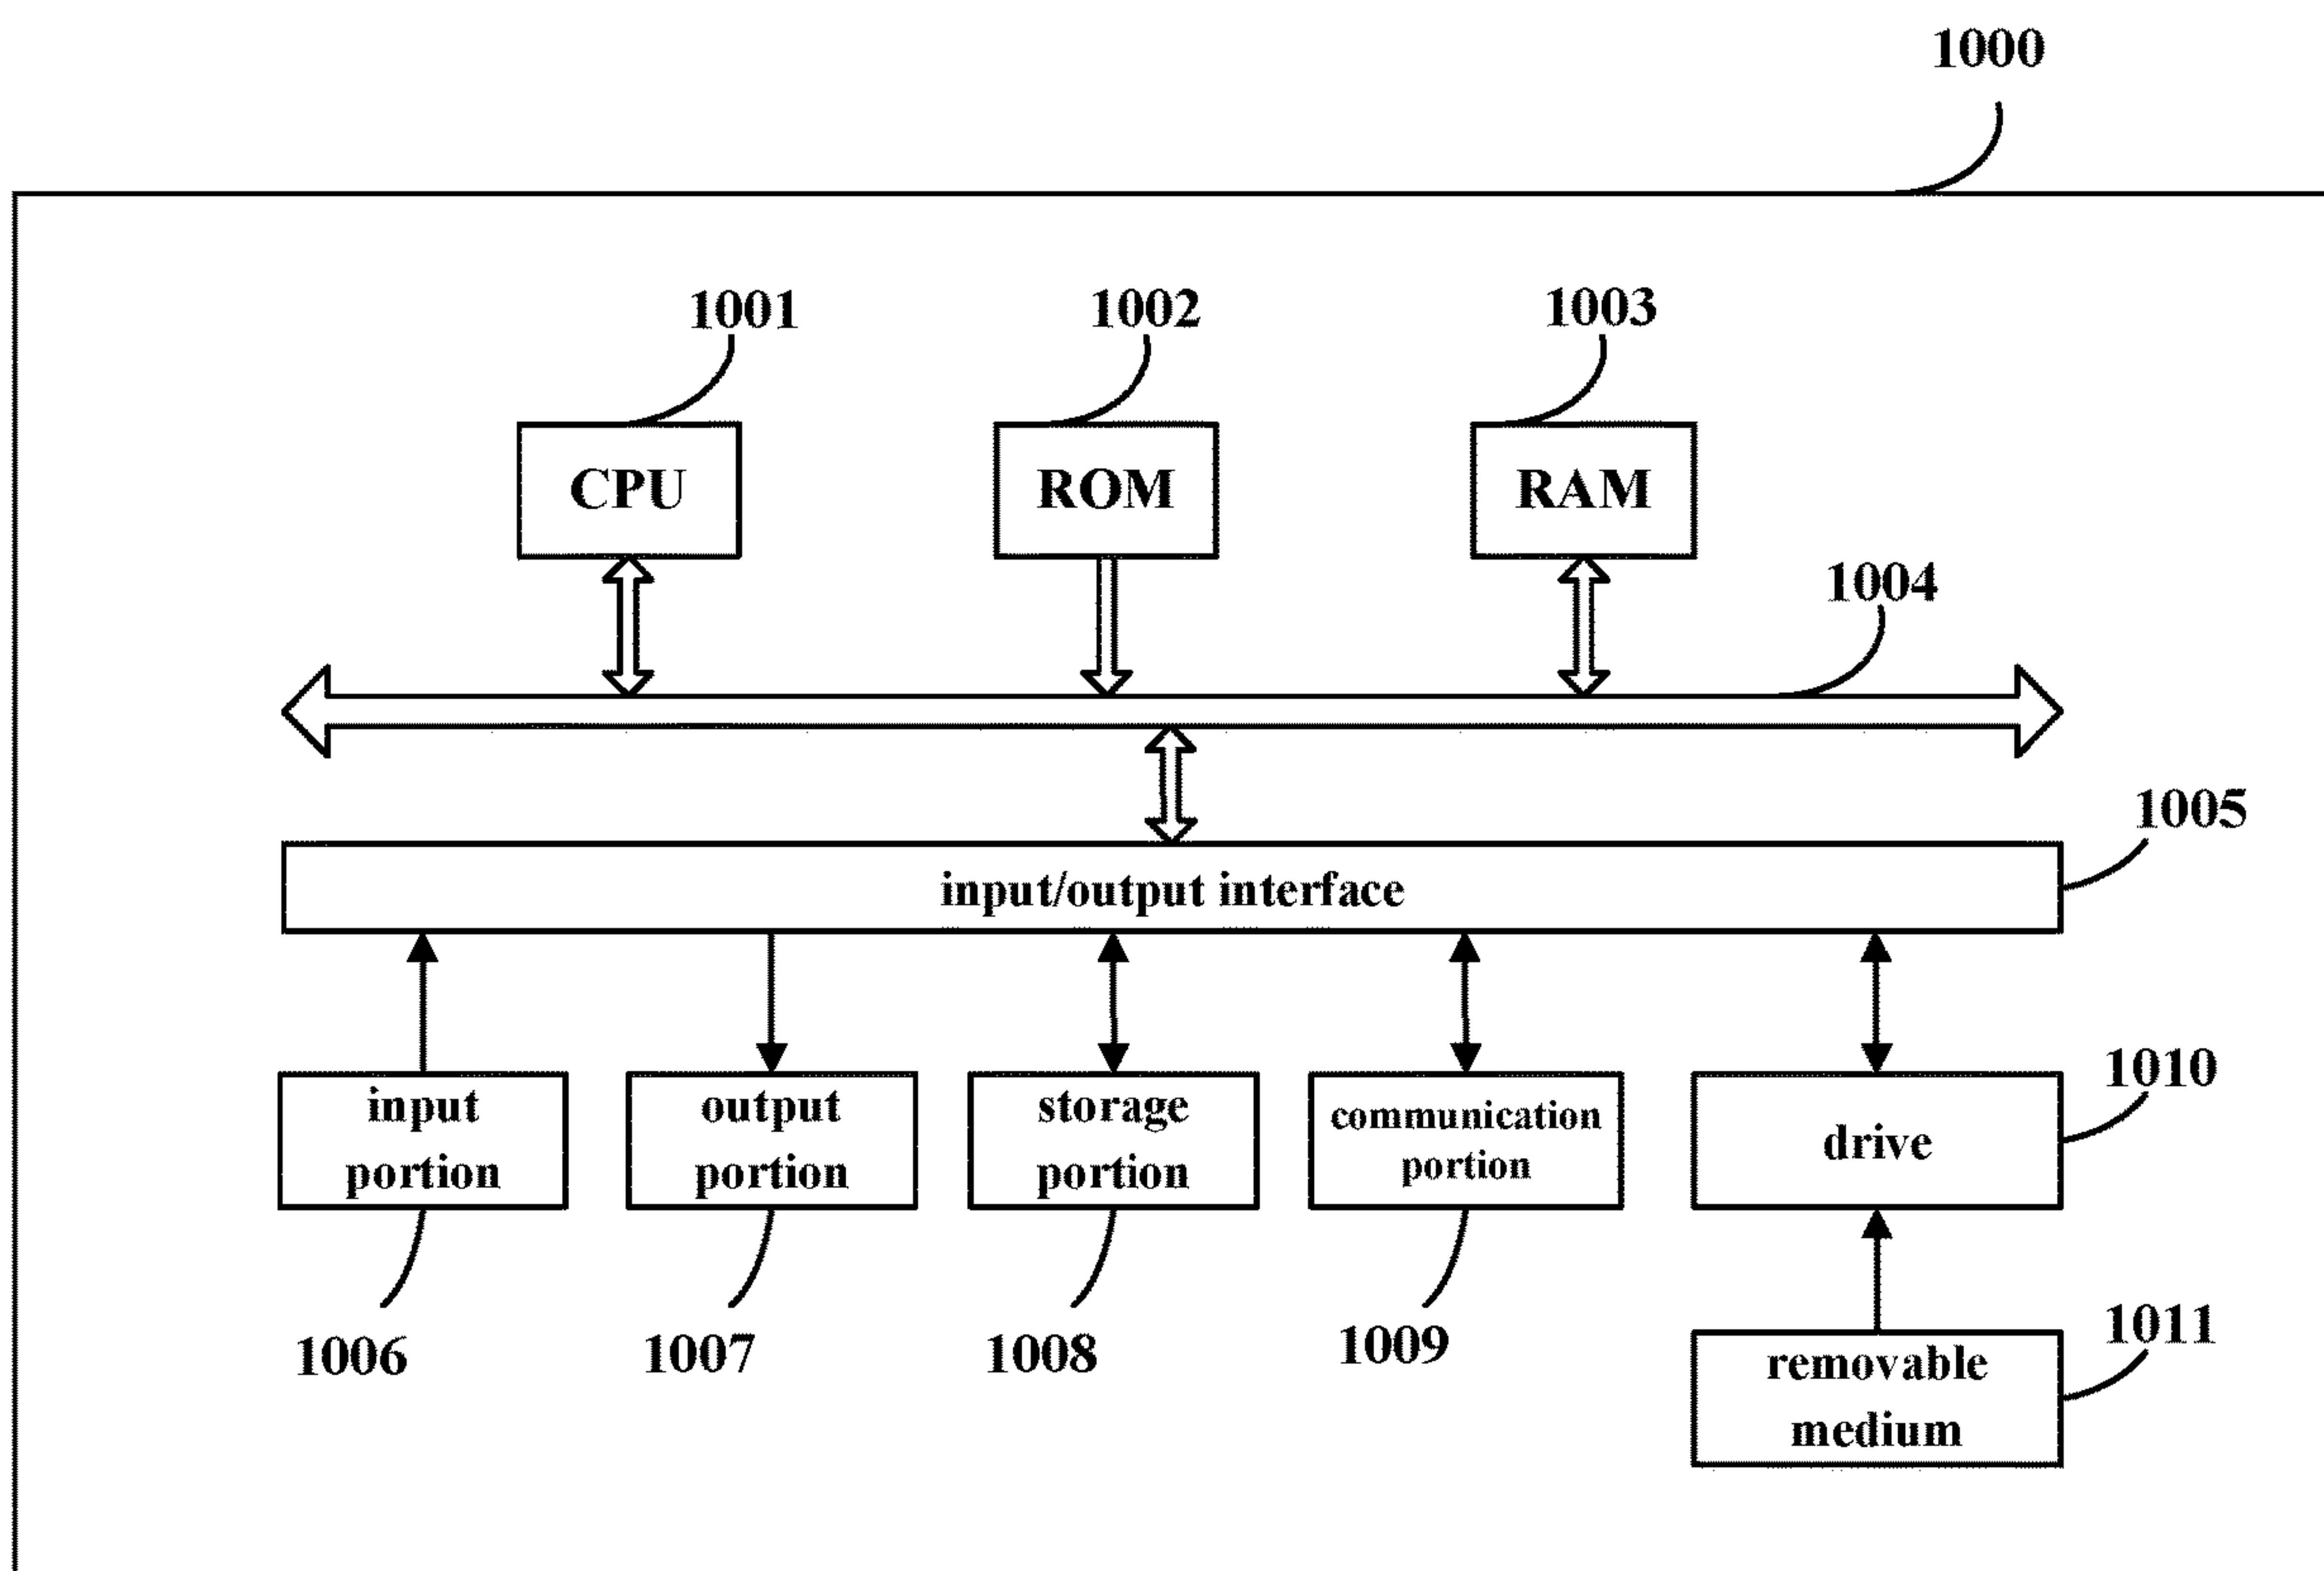 1000
1001
1002
1003
CPU
ROM
RAM
1004
1005
input/output interface
1010
input
portion
output
portion
storage
portion
communication
portion
drive
1006
1007
1008
1009
1011
removable
medium